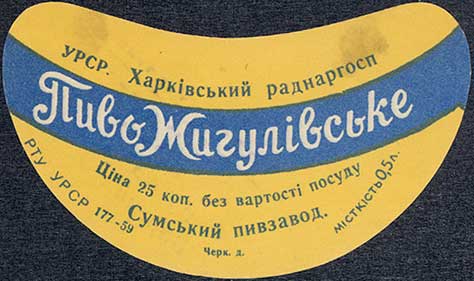 УРСР. Харківський раднаргосп
Пиво Жигулівське
Ціна 25 коп. без вартості посуду
РТУ УРСР 177-59
Сумський пивзавод.
місткість 0,5л.
Черк. д.